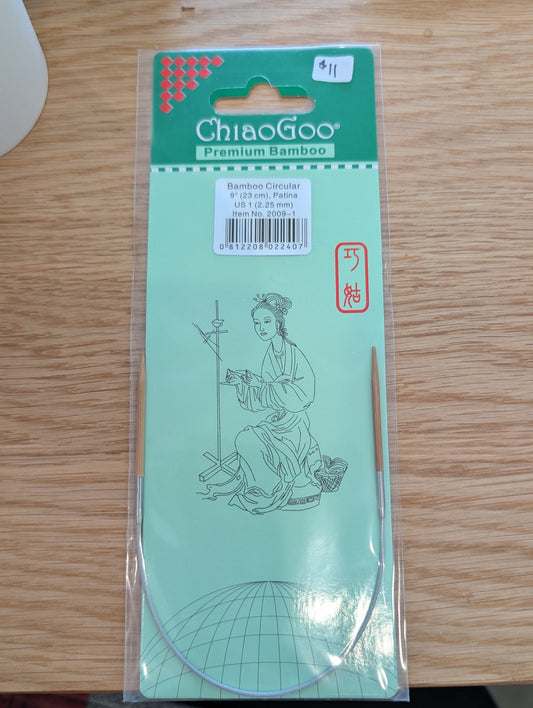 $11
ChiaoGoo®
Premium Bamboo
Bamboo Circular
9" (23 cm), Patina
US 1 (2.25 mm)
Item No. 2009-1
0 812208 022407
巧
姑